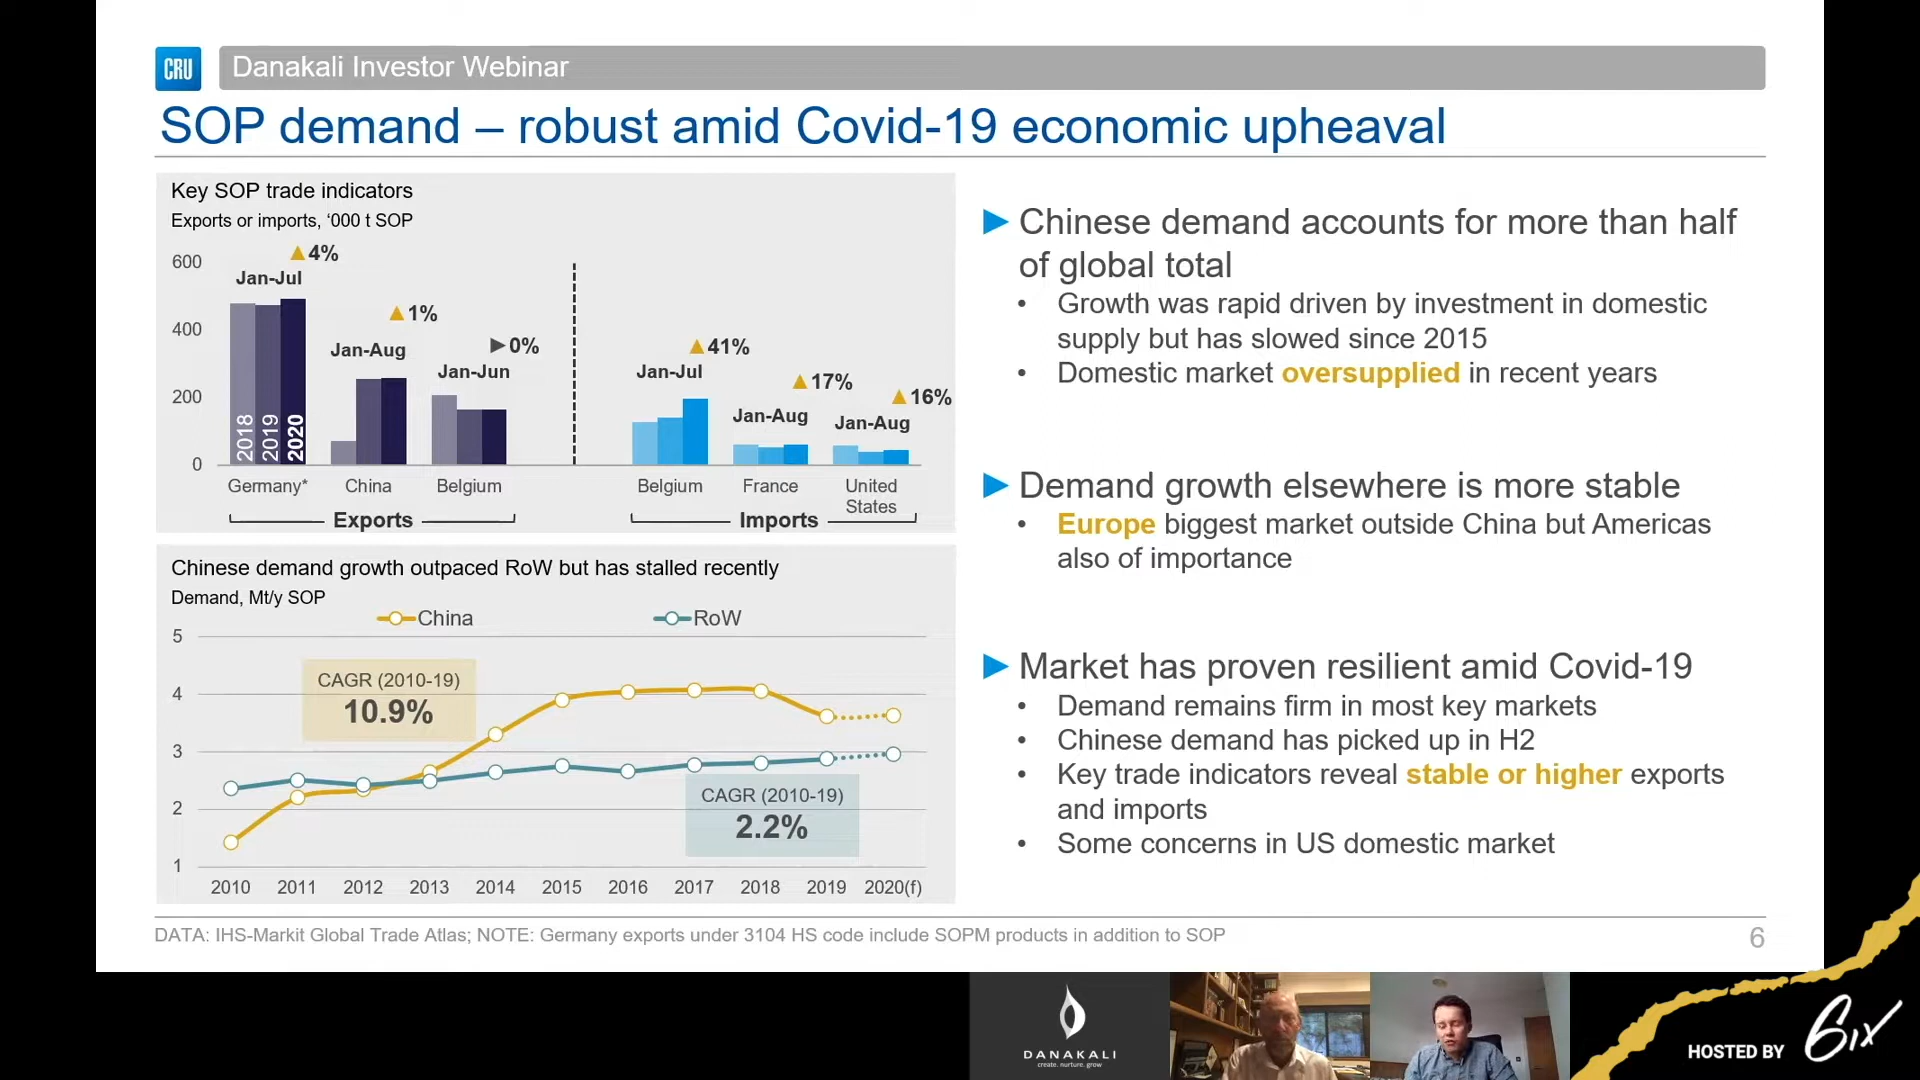 CRU
Danakali Investor Webinar
SOP demand – robust amid Covid-19 economic upheaval
Key SOP trade indicators
Exports or imports, ‘000 t SOP
600
400
200
0
4%
Jan-Jul
1%
Jan-Aug
0%
Jan-Jun
41%
Jan-Jul
17%
Jan-Aug
16%
Jan-Aug
2018
2019
2020
Germany*
China
Belgium
Belgium
France
United
States
Exports
Imports
Chinese demand growth outpaced RoW but has stalled recently
Demand, Mt/y SOP
China
RoW
5
4
3
2
1
CAGR (2010-19)
10.9%
CAGR (2010-19)
2.2%
2010 2011 2012 2013 2014 2015 2016 2017 2018 2019 2020(f)
Chinese demand accounts for more than half
of global total
• Growth was rapid driven by investment in domestic
supply but has slowed since 2015
• Domestic market oversupplied in recent years
Demand growth elsewhere is more stable
• Europe biggest market outside China but Americas
also of importance
Market has proven resilient amid Covid-19
• Demand remains firm in most key markets
• Chinese demand has picked up in H2
• Key trade indicators reveal stable or higher exports
and imports
• Some concerns in US domestic market
DATA: IHS-Markit Global Trade Atlas; NOTE: Germany exports under 3104 HS code include SOPM products in addition to SOP
6
DANAKALI
create. nurture. grow
HOSTED BY 6ix